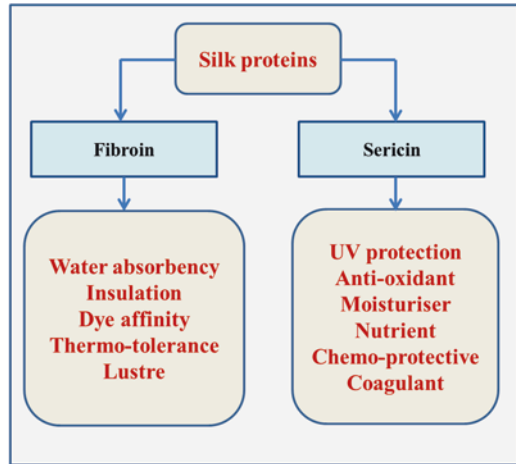 Silk proteins
Fibroin
Sericin
Water absorbency
Insulation
Dye affinity
Thermo-tolerance
Lustre
UV protection
Anti-oxidant
Moisturiser
Nutrient
Chemo-protective
Coagulant